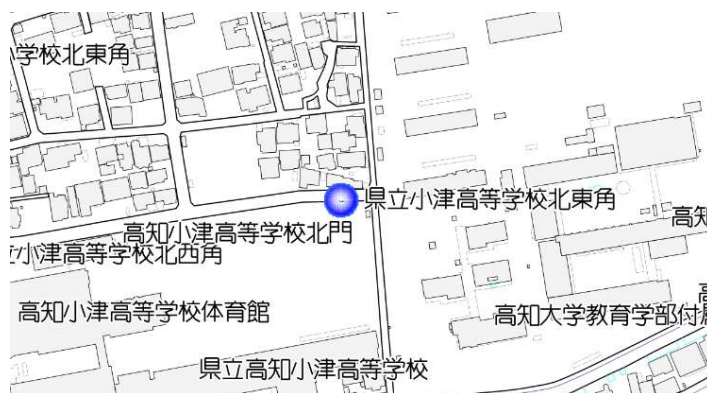 学校北東角
県立小津高等学校北東角
高知
高知小津高等学校北門
小津高等学校北西角
高知小津高等学校体育館
高知大学教育学部付属
県立高知小津高等学校